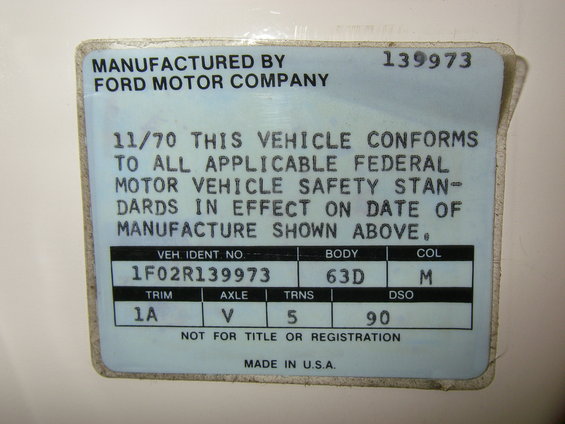 MANUFACTURED BY 139973
FORD MOTOR COMPANY
11/70 THIS VEHICLE CONFORMS
TO ALL APPLICABLE FEDERAL
MOTOR VEHICLE SAFETY STAN-
DARDS IN EFFECT ON DATE OF
MANUFACTURE SHOWN ABOVE.
VEH IDENT. NO. BODY COL
1F02R139973 63D M
TRIM AXLE TRNS DSO
1A V 5 90
NOT FOR TITLE OR REGISTRATION
MADE IN U.S.A.